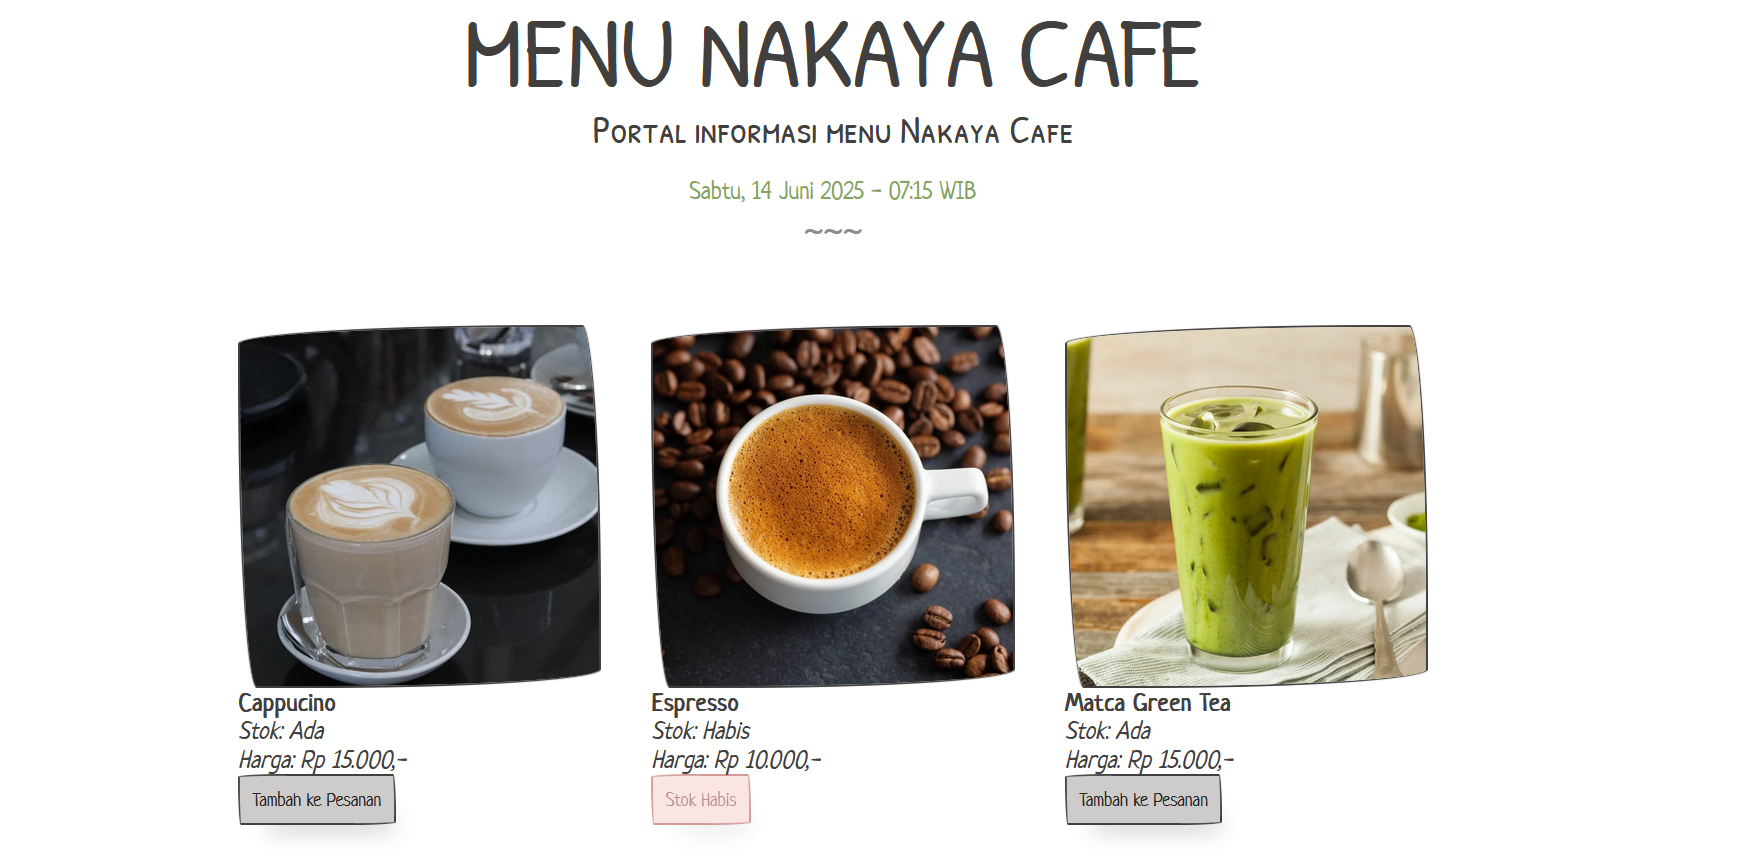 MENU NAKAYA CAFE
Portal informasi menu Nakaya Cafe
Sabtu, 14 Juni 2025 - 07:15 WIB
~~~
Cappucino
Stok: Ada
Harga: Rp 15.000,-
Tambah ke Pesanan
Espresso
Stok: Habis
Harga: Rp 10.000,-
Stok Habis
Matca Green Tea
Stok: Ada
Harga: Rp 15.000,-
Tambah ke Pesanan